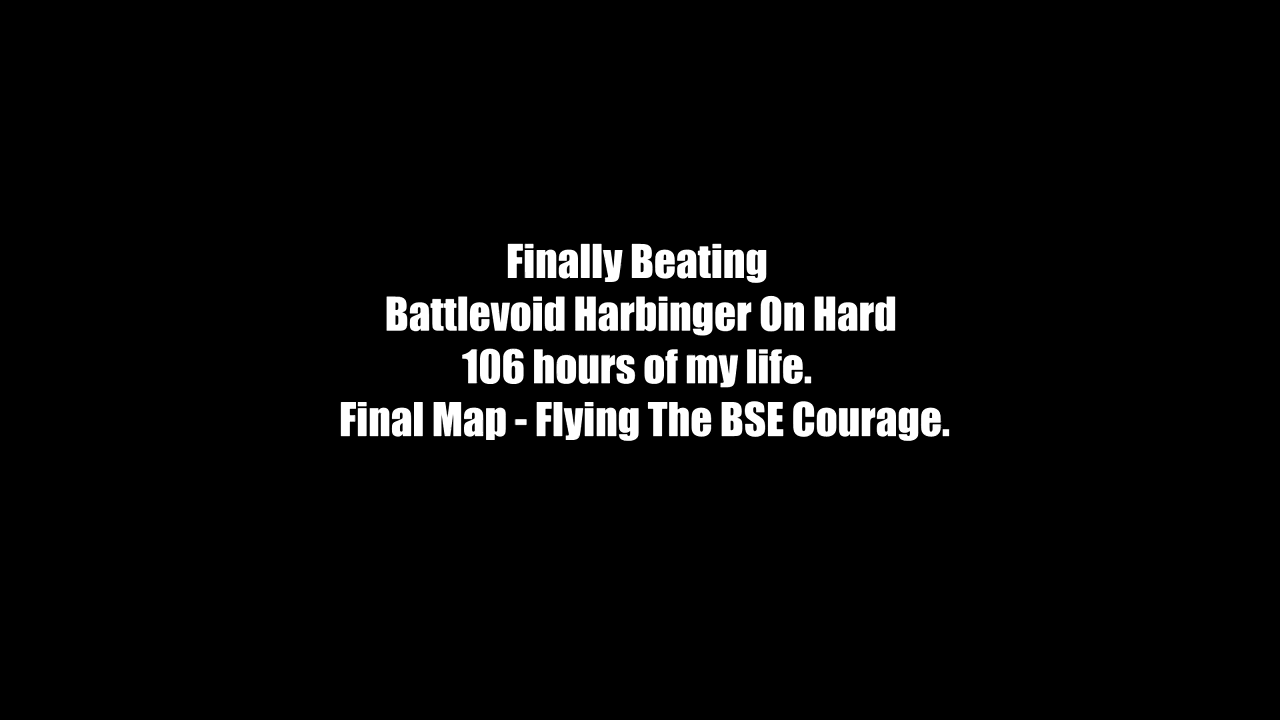 Finally Beating
Battlevoid Harbinger On Hard
106 hours of my life.
Final Map - Flying The BSE Courage.